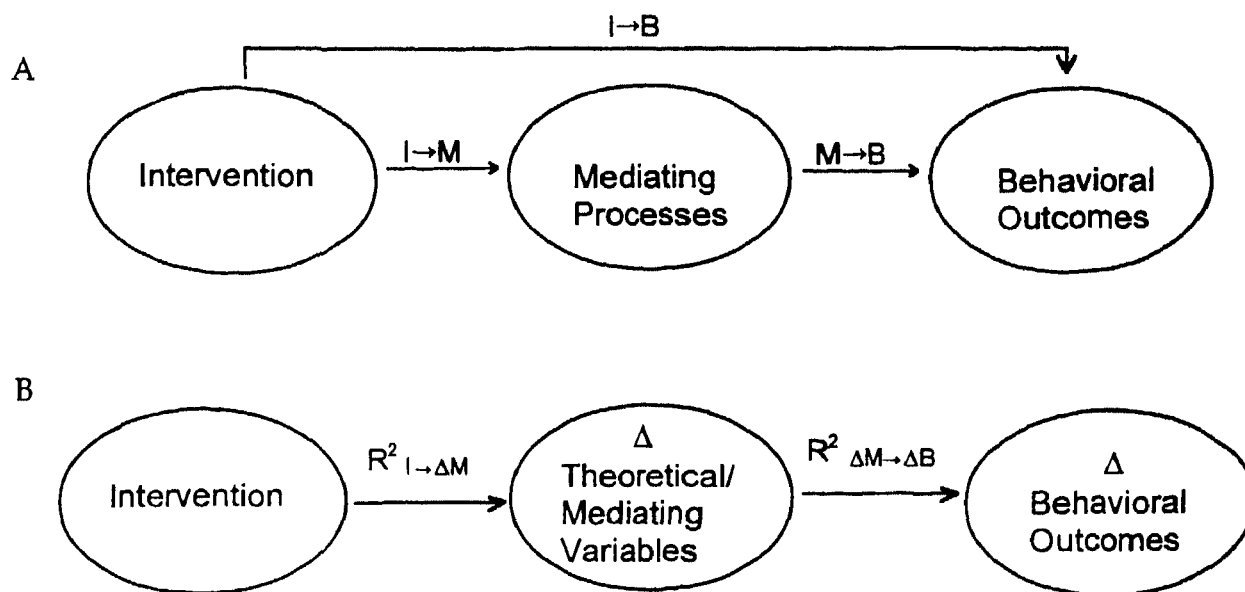 I→B
A
Intervention
I→M
Mediating
Processes
M→B
Behavioral
Outcomes
B
Intervention
R² I→ΔM
Δ
Theoretical/
Mediating
Variables
R² ΔM→ΔB
Δ
Behavioral
Outcomes